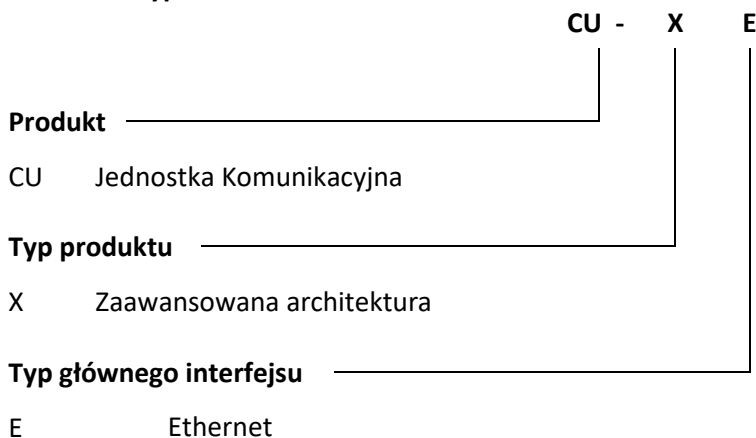 CU - X E
Produkt
CU Jednostka Komunikacyjna
Typ produktu
X Zaawansowana architektura
Typ głównego interfejsu
E Ethernet